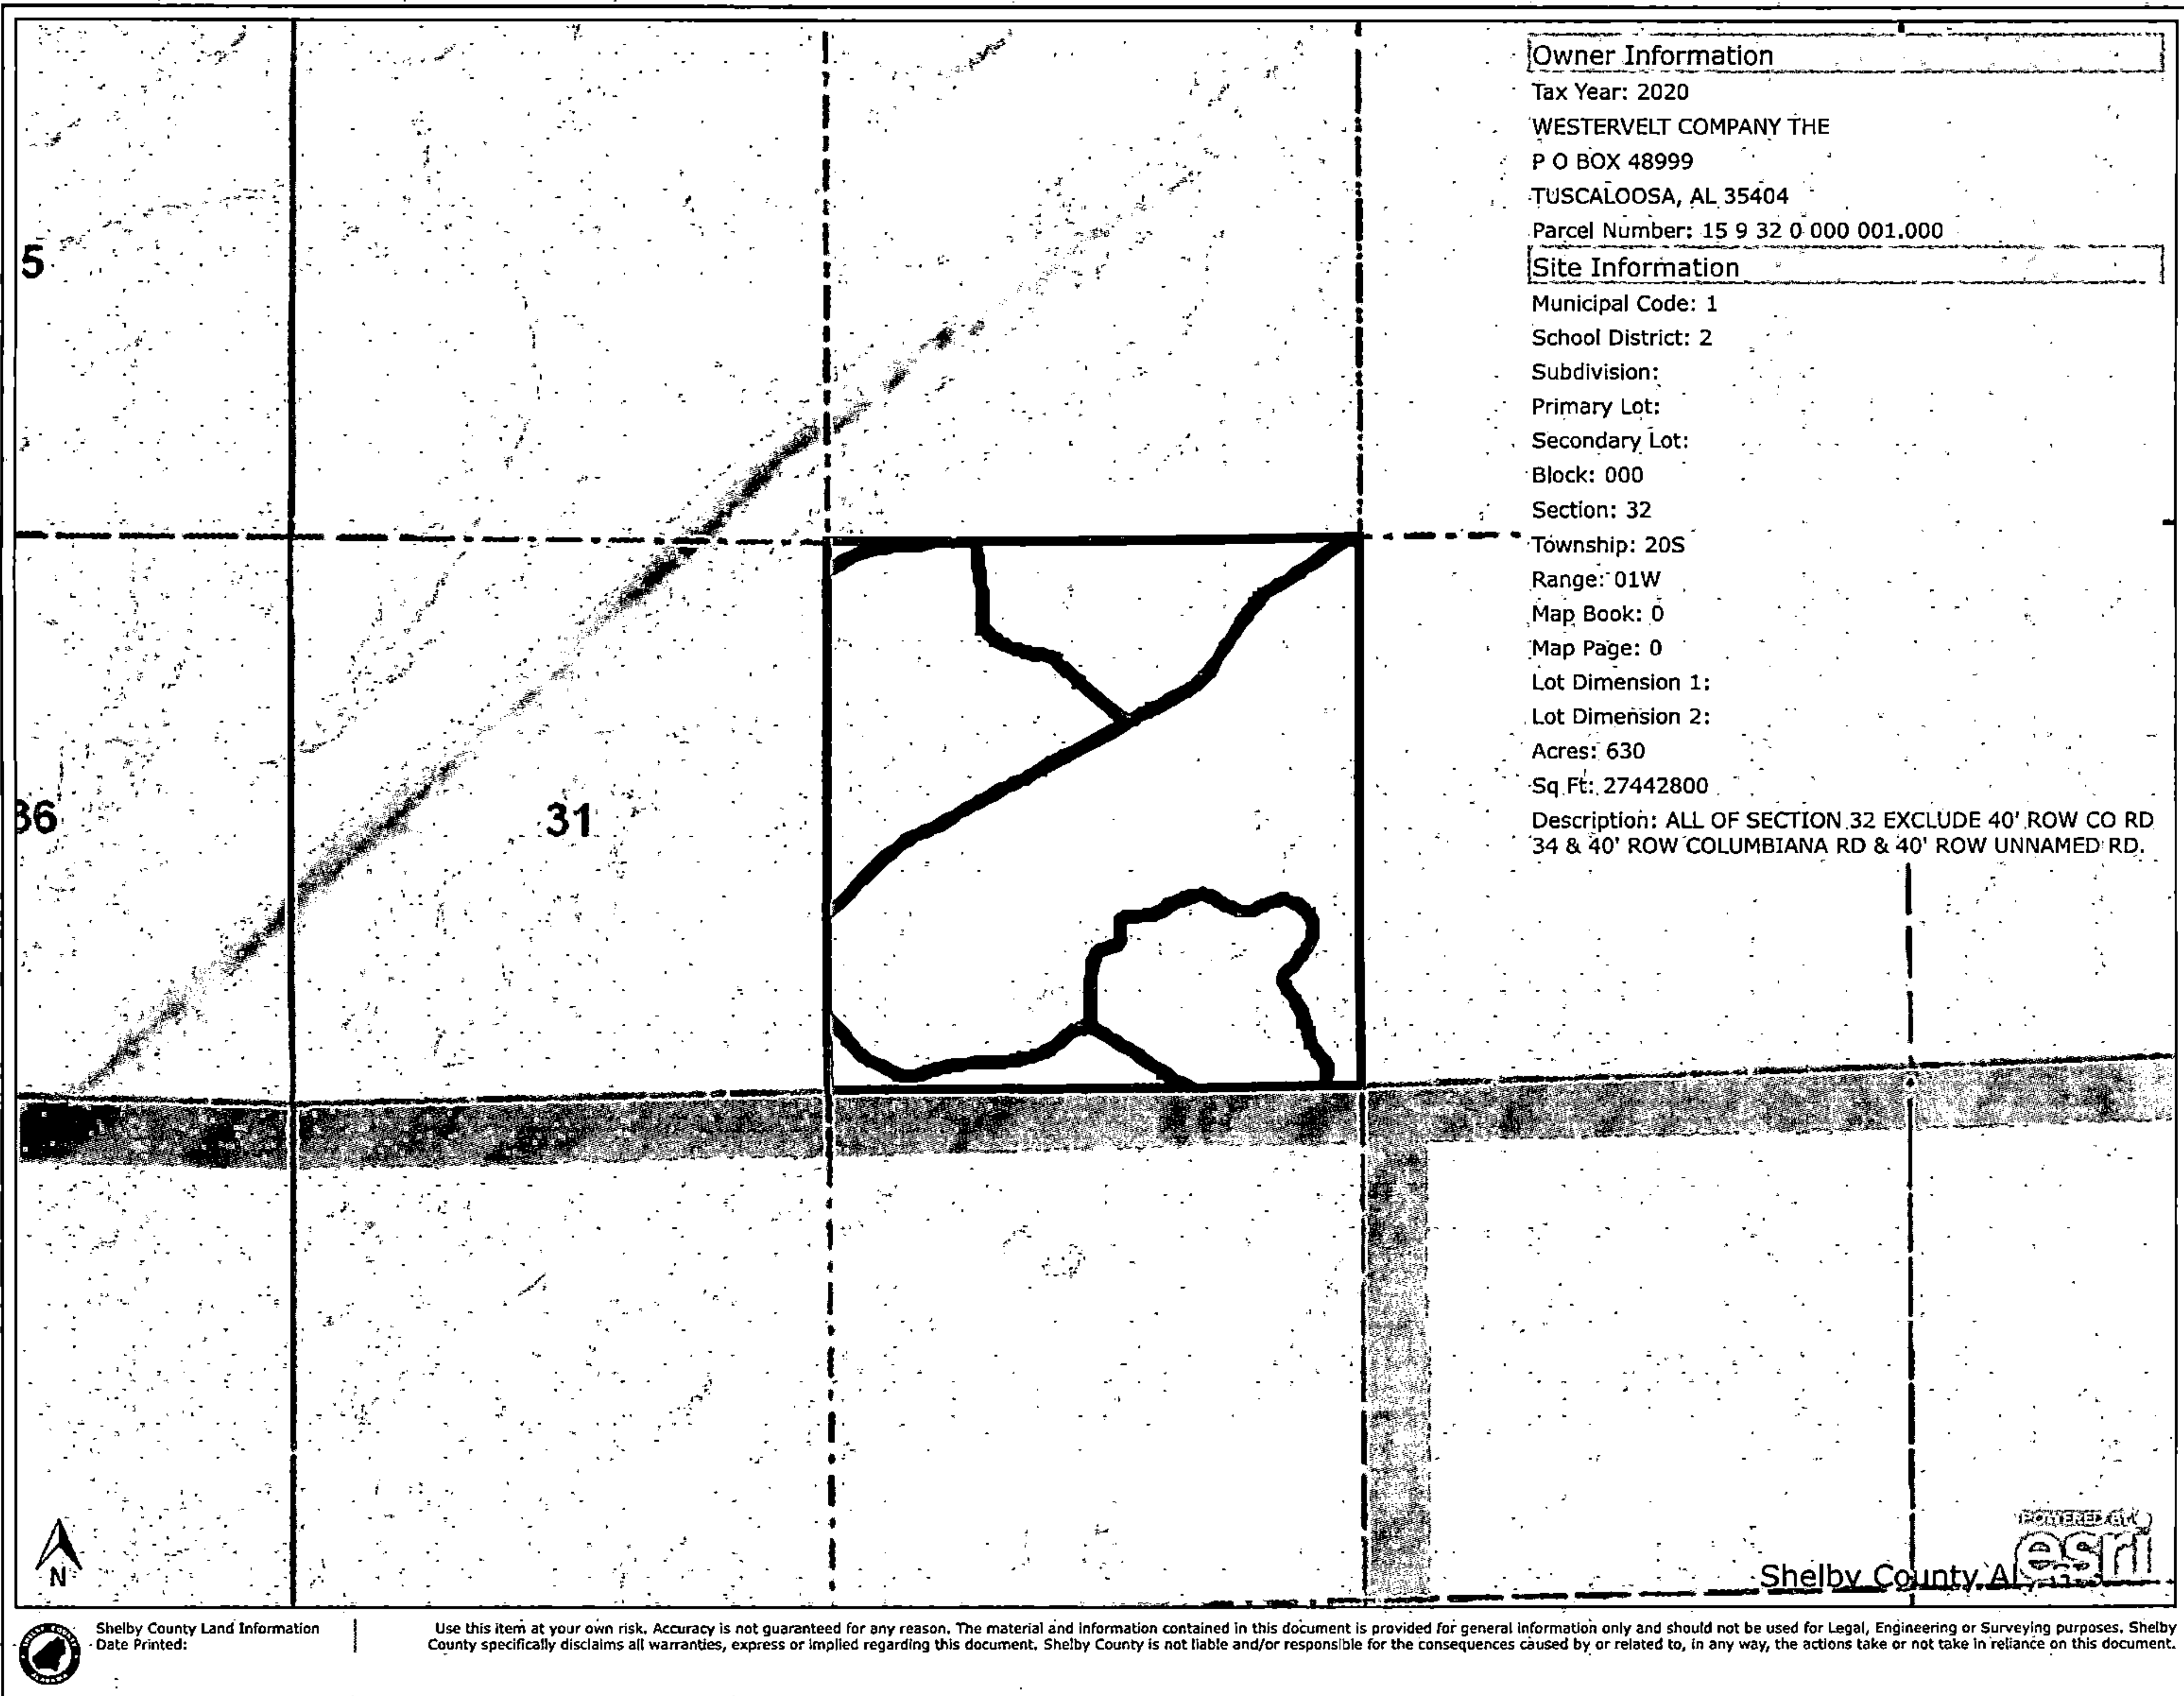 Owner Information
Tax Year: 2020
WESTERVELT COMPANY THE
P O BOX 48999
TUSCALOOSA, AL 35404
Parcel Number: 15 9 32 0 000 001.000
Site Information
Municipal Code: 1
School District: 2
Subdivision:
Primary Lot:
Secondary Lot:
Block: 000
Section: 32
Township: 20S
Range: 01W
Map Book: 0
Map Page: 0
Lot Dimension 1:
Lot Dimension 2:
Acres: 630
Sq Ft: 27442800
Description: ALL OF SECTION 32 EXCLUDE 40' ROW CO RD
34 & 40' ROW COLUMBIANA RD & 40' ROW UNNAMED RD.
5
36
31
N
POWERED BY
esri
Shelby County, Al
Shelby County Land Information
Date Printed:
Use this item at your own risk. Accuracy is not guaranteed for any reason. The material and information contained in this document is provided for general information only and should not be used for Legal, Engineering or Surveying purposes. Shelby
County specifically disclaims all warranties, express or implied regarding this document. Shelby County is not liable and/or responsible for the consequences caused by or related to, in any way, the actions take or not take in reliance on this document.